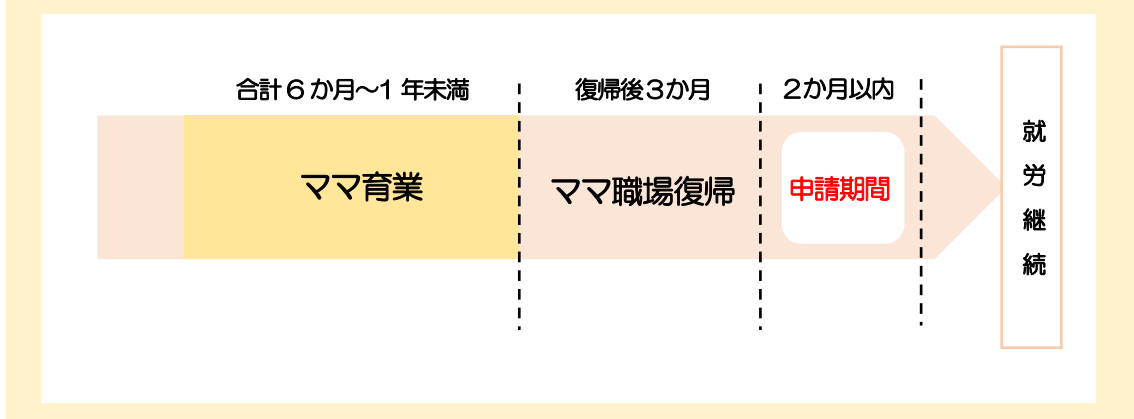 合計6か月~1年未満
復帰後3か月
2か月以内
ママ育業
ママ職場復帰
申請期間
就労継続